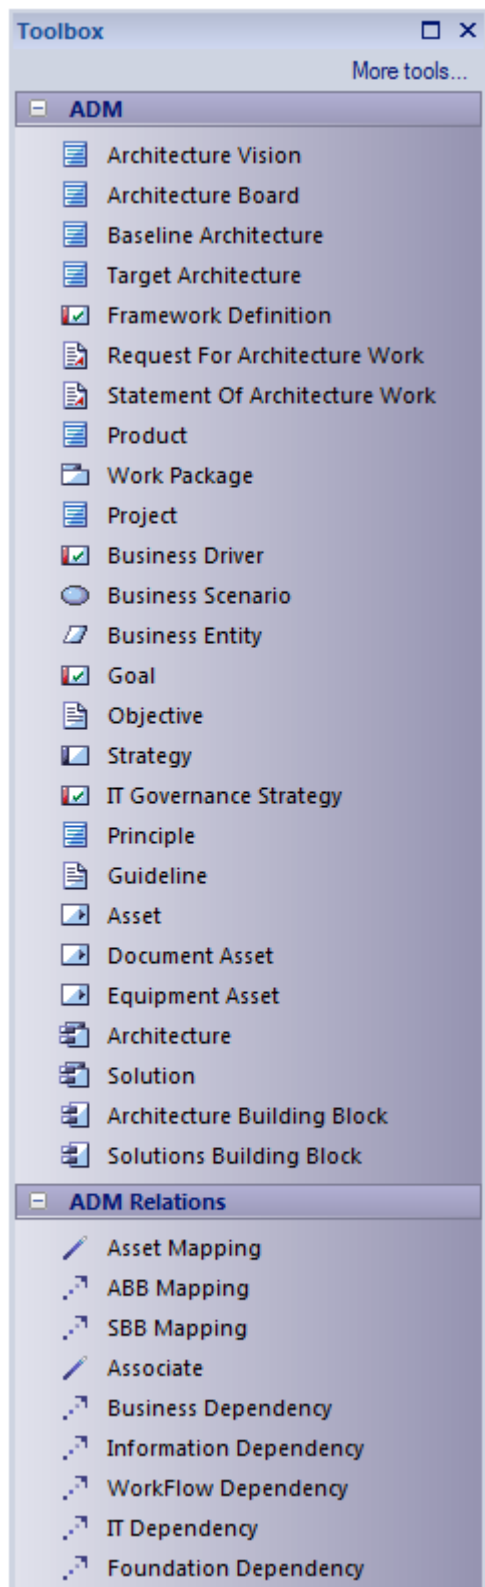 Toolbox
More tools...
ADM
Architecture Vision
Architecture Board
Baseline Architecture
Target Architecture
Framework Definition
Request For Architecture Work
Statement Of Architecture Work
Product
Work Package
Project
Business Driver
Business Scenario
Business Entity
Goal
Objective
Strategy
IT Governance Strategy
Principle
Guideline
Asset
Document Asset
Equipment Asset
Architecture
Solution
Architecture Building Block
Solutions Building Block
ADM Relations
Asset Mapping
ABB Mapping
SBB Mapping
Associate
Business Dependency
Information Dependency
WorkFlow Dependency
IT Dependency
Foundation Dependency